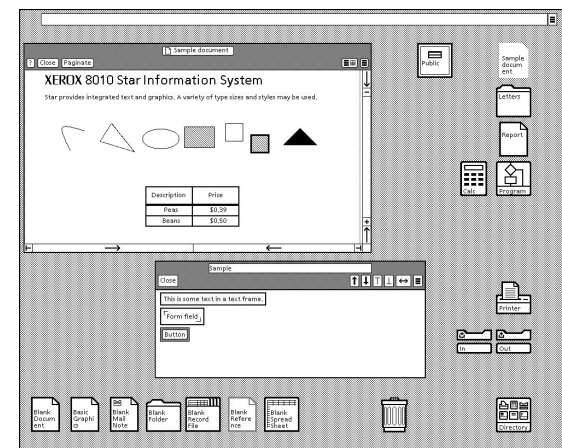 Sample document
? Close Paginate
XEROX 8010 Star Information System
Star provides integrated text and graphics. A variety of type sizes and styles may be used.
Description Price
Peas $0,39
Beans $0,50
Public
Sample
docum
ent
Letters
Report
Calc
Program
Sample
Close
This is some text in a text frame.
Form field
Button
Printer
In
Out
Blank
Docum
ent
Basic
Graphi
cs
Blank
Mail
Note
Blank
Folder
Blank
Record
File
Blank
Refere
nce
Blank
Spread
Sheet
Directory